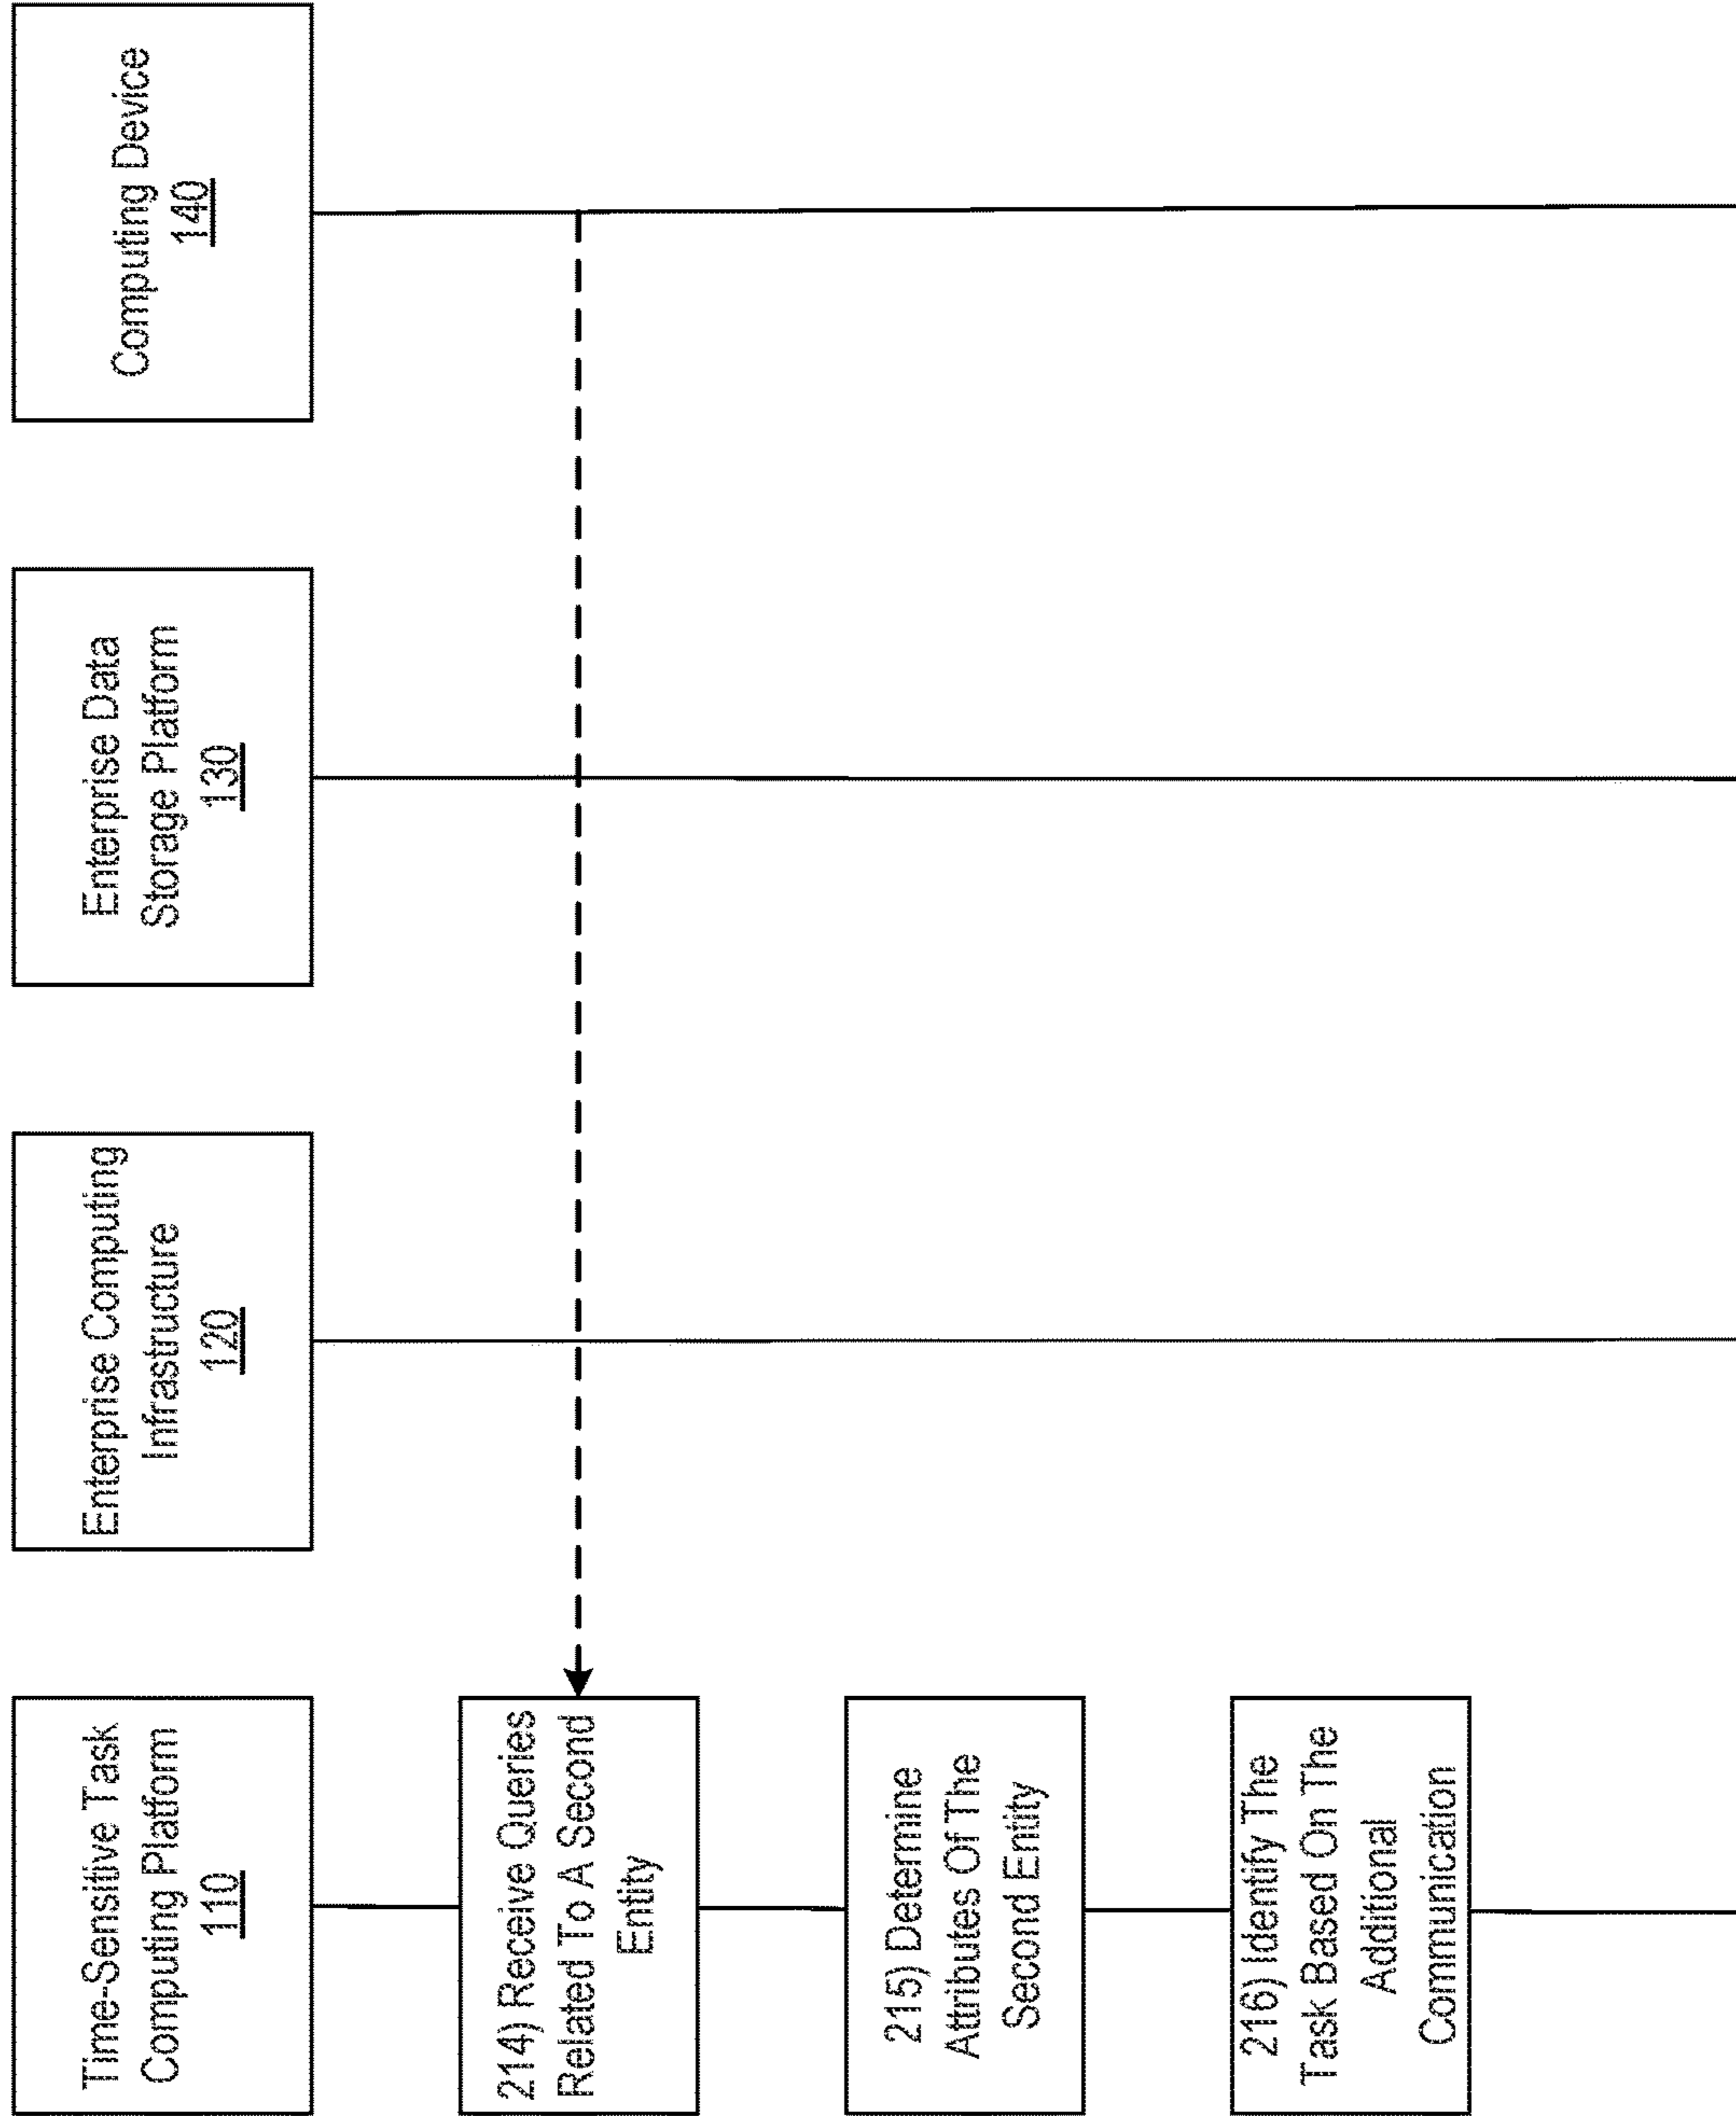 Time-Sensitive Task
Computing Platform
110
Enterprise Computing
Infrastructure
120
Enterprise Data
Storage Platform
130
Computing Device
140
214) Receive Queries
Related To A Second
Entity
215) Determine
Attributes Of The
Second Entity
216) Identify The
Task Based On The
Additional
Communication